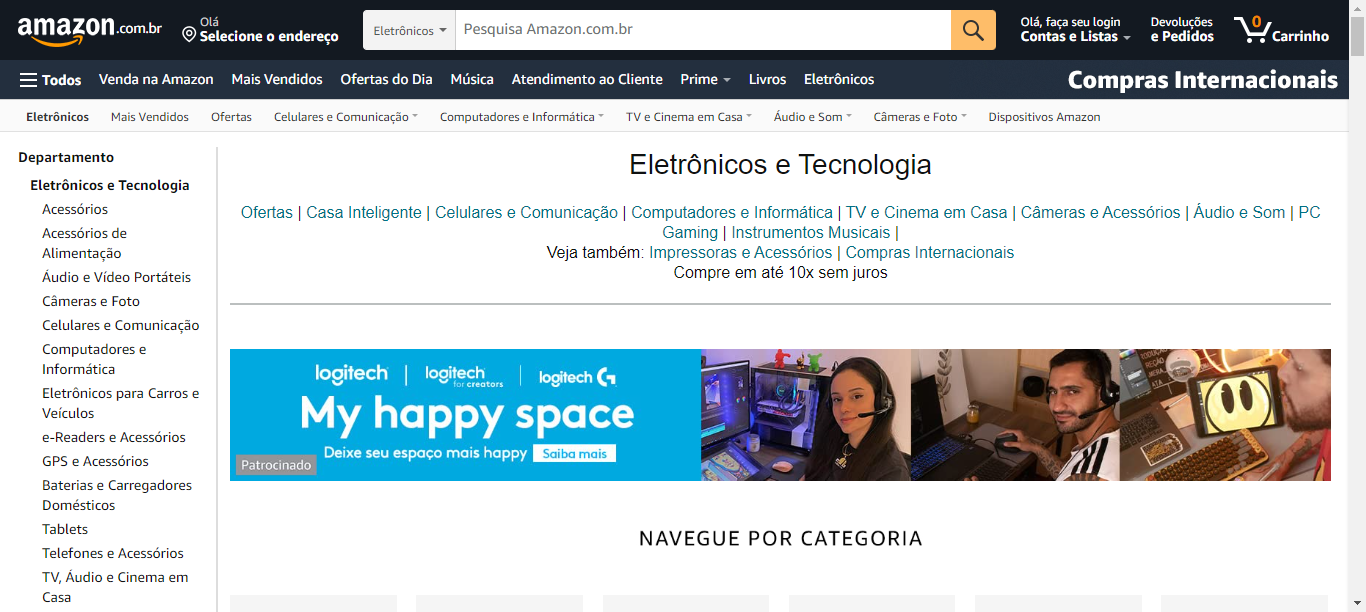 amazon.com.br
Olá
Selecione o endereço
Eletrônicos
Pesquisa Amazon.com.br
Olá, faça seu login
Contas e Listas
Devoluções
e Pedidos
0
Carrinho
Todos
Venda na Amazon
Mais Vendidos
Ofertas do Dia
Música
Atendimento ao Cliente
Prime
Livros
Eletrônicos
Compras Internacionais
Eletrônicos
Mais Vendidos
Ofertas
Celulares e Comunicação
Computadores e Informática
TV e Cinema em Casa
Áudio e Som
Câmeras e Foto
Dispositivos Amazon
Departamento
Eletrônicos e Tecnologia
Acessórios
Acessórios de
Alimentação
Áudio e Vídeo Portáteis
Câmeras e Foto
Celulares e Comunicação
Computadores e
Informática
Eletrônicos para Carros e
Veículos
e-Readers e Acessórios
GPS e Acessórios
Baterias e Carregadores
Domésticos
Tablets
Telefones e Acessórios
TV, Áudio e Cinema em
Casa
Eletrônicos e Tecnologia
Ofertas | Casa Inteligente | Celulares e Comunicação | Computadores e Informática | TV e Cinema em Casa | Câmeras e Acessórios | Áudio e Som | PC
Gaming | Instrumentos Musicais |
Veja também: Impressoras e Acessórios | Compras Internacionais
Compre em até 10x sem juros
logitech | logitech for creators | logitech G
My happy space
Deixe seu espaço mais happy
Saiba mais
Patrocinado
NAVEGUE POR CATEGORIA